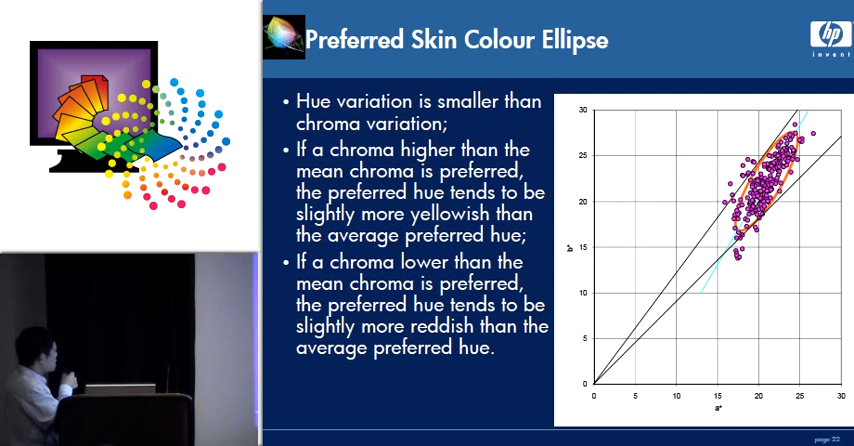 Preferred Skin Colour Ellipse
hp
invent
• Hue variation is smaller than
chroma variation;
• If a chroma higher than the
mean chroma is preferred,
the preferred hue tends to be
slightly more yellowish than
the average preferred hue;
• If a chroma lower than the
mean chroma is preferred,
the preferred hue tends to be
slightly more reddish than the
average preferred hue.
30
25
20
15
10
5
0
b*
0 5 10 15 20 25 30
a*
page 22